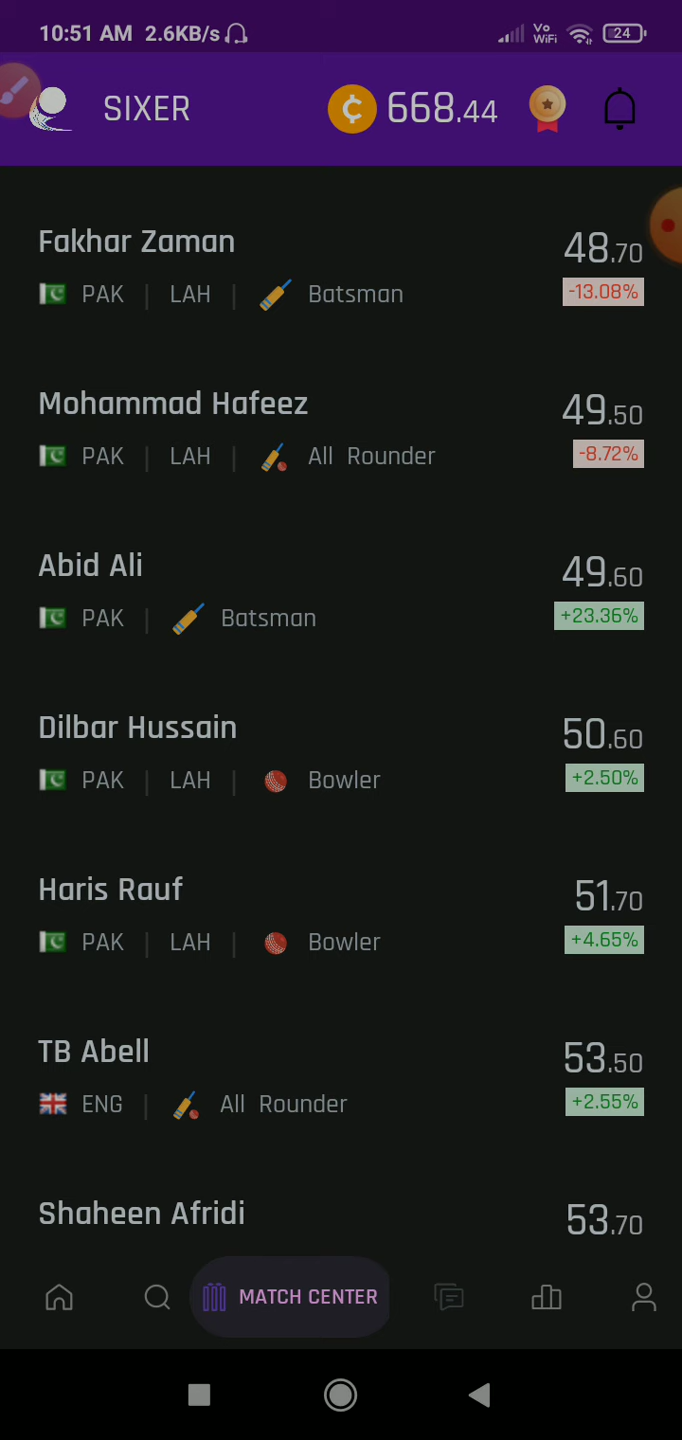 10:51 AM 2.6KB/s Vo WiFi 24
SIXER ¢ 668.44
Fakhar Zaman 48.70
PAK | LAH | Batsman -13.08%
Mohammad Hafeez 49.50
PAK | LAH | All Rounder -8.72%
Abid Ali 49.60
PAK | Batsman +23.36%
Dilbar Hussain 50.60
PAK | LAH | Bowler +2.50%
Haris Rauf 51.70
PAK | LAH | Bowler +4.65%
TB Abell 53.50
ENG | All Rounder +2.55%
Shaheen Afridi 53.70
MATCH CENTER